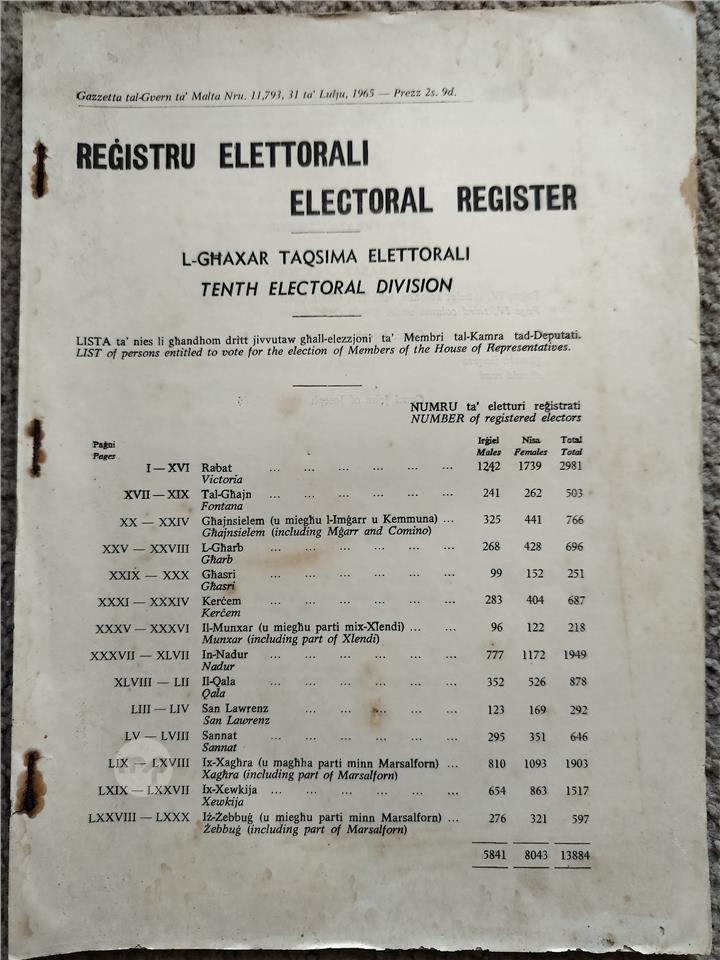 Gazzetta tal-Gvern ta' Malta Nru. 11,793, 31 ta' Lulju, 1965 — Prezz 2s. 9d.
REĠISTRU ELETTORALI
ELECTORAL REGISTER
L-GĦAXAR TAQSIMA ELETTORALI
TENTH ELECTORAL DIVISION
LISTA ta' nies li għandhom dritt jivvutaw għall-elezzjoni ta' Membri tal-Kamra tad-Deputati.
LIST of persons entitled to vote for the election of Members of the House of Representatives.
NUMRU ta' eletturi reġistrati
NUMBER of registered electors
Paġni Irġiel Nisa Total
Pages Males Females Total
I — XVI Rabat ... ... ... ... ... ... 1242 1739 2981
Victoria
XVII — XIX Tal-Għajn ... ... ... ... ... ... 241 262 503
Fontana
XX — XXIV Għajnsielem (u miegħu l-Imġarr u Kemmuna) ... 325 441 766
Għajnsielem (including Mġarr and Comino)
XXV — XXVIII L-Għarb ... ... ... ... ... ... 268 428 696
Għarb
XXIX — XXX Għasri ... ... ... ... ... ... 99 152 251
Għasri
XXXI — XXXIV Kerċem ... ... ... ... ... ... 283 404 687
Kerċem
XXXV — XXXVI Il-Munxar (u miegħu parti mix-Xlendi) ... ... 96 122 218
Munxar (including part of Xlendi)
XXXVII — XLVII In-Nadur ... ... ... ... ... ... 777 1172 1949
Nadur
XLVIII — LII Il-Qala ... ... ... ... ... ... 352 526 878
Qala
LIII — LIV San Lawrenz ... ... ... ... ... 123 169 292
San Lawrenz
LV — LVIII Sannat ... ... ... ... ... ... 295 351 646
Sannat
LIX — LXVIII Ix-Xagħra (u magħha parti minn Marsalforn) ... 810 1093 1903
Xagħra (including part of Marsalforn)
LXIX — LXXVII Ix-Xewkija ... ... ... ... ... ... 654 863 1517
Xewkija
LXXVIII — LXXX Iż-Żebbuġ (u miegħu parti minn Marsalforn) ... 276 321 597
Żebbuġ (including part of Marsalforn)
5841 8043 13884